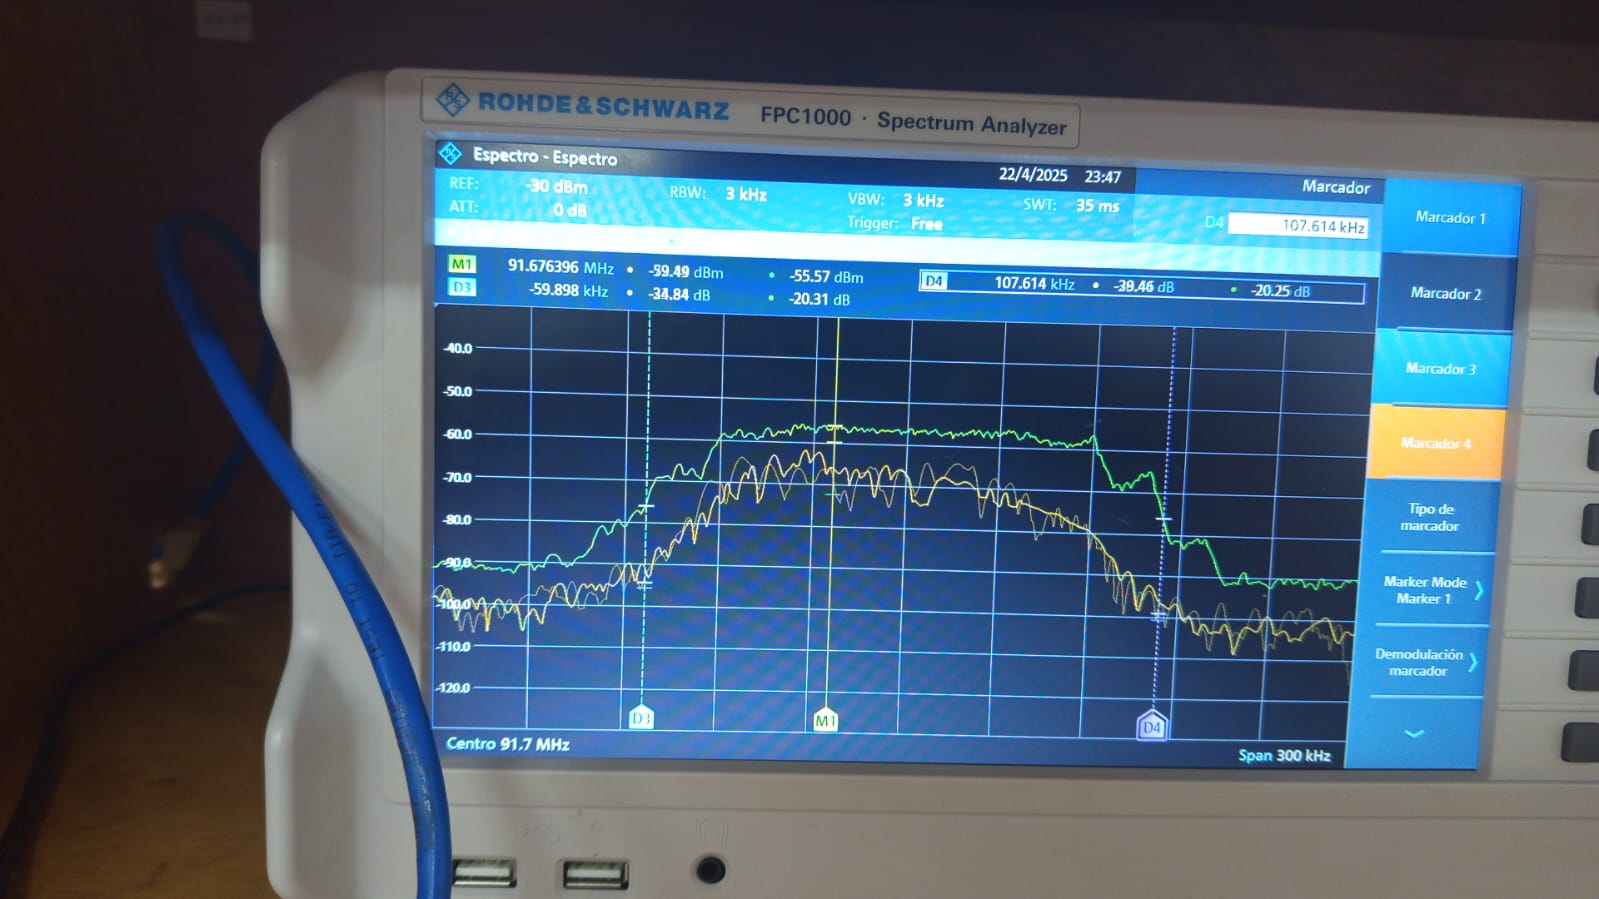 ROHDE&SCHWARZ FPC1000 · Spectrum Analyzer
Espectro - Espectro
22/4/2025 23:47
Marcador
REF: -30 dBm RBW: 3 kHz VBW: 3 kHz SWT: 35 ms
ATT: 0 dB Trigger: Free
D4 107.614 kHz
M1 91.676396 MHz • -59.49 dBm • -55.57 dBm
D3 -59.898 kHz • -34.84 dB • -20.31 dB
D4 107.614 kHz • -39.46 dB • -20.25 dB
-40.0
-50.0
-60.0
-70.0
-80.0
-90.0
-100.0
-110.0
-120.0
D3 M1 D4
Centro 91.7 MHz Span 300 kHz
Marcador 1
Marcador 2
Marcador 3
Marcador 4
Tipo de
marcador
Marker Mode
Marker 1
Demodulación
marcador